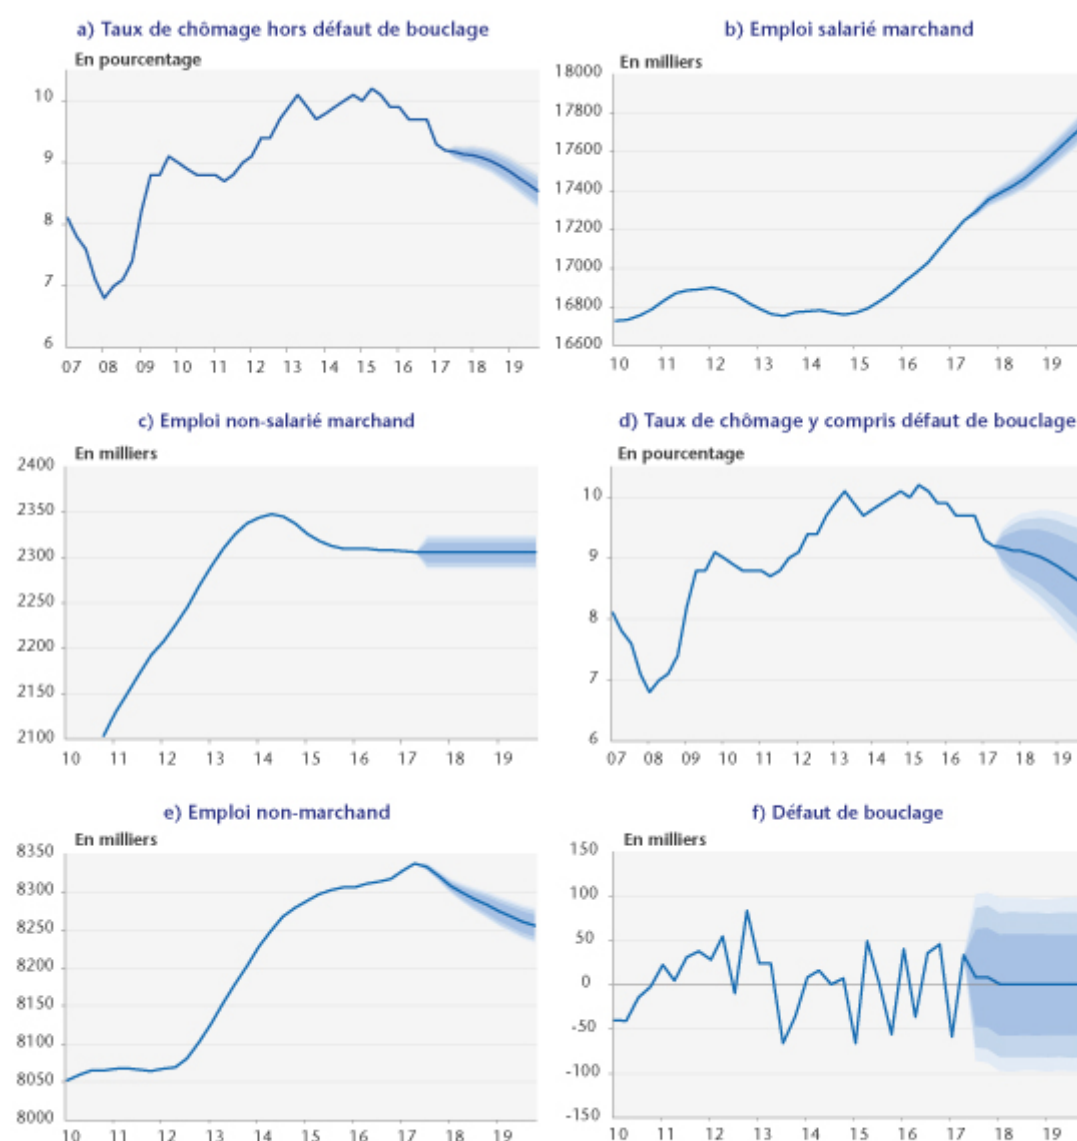 a) Taux de chômage hors défaut de bouclage
En pourcentage
10
9
8
7
6
07 08 09 10 11 12 13 14 15 16 17 18 19
b) Emploi salarié marchand
En milliers
18000
17800
17600
17400
17200
17000
16800
16600
10 11 12 13 14 15 16 17 18 19
c) Emploi non-salarié marchand
En milliers
2400
2350
2300
2250
2200
2150
2100
10 11 12 13 14 15 16 17 18 19
d) Taux de chômage y compris défaut de bouclage
En pourcentage
10
9
8
7
6
07 08 09 10 11 12 13 14 15 16 17 18 19
e) Emploi non-marchand
En milliers
8350
8300
8250
8200
8150
8100
8050
8000
10 11 12 13 14 15 16 17 18 19
f) Défaut de bouclage
En milliers
150
100
50
0
-50
-100
-150
10 11 12 13 14 15 16 17 18 19